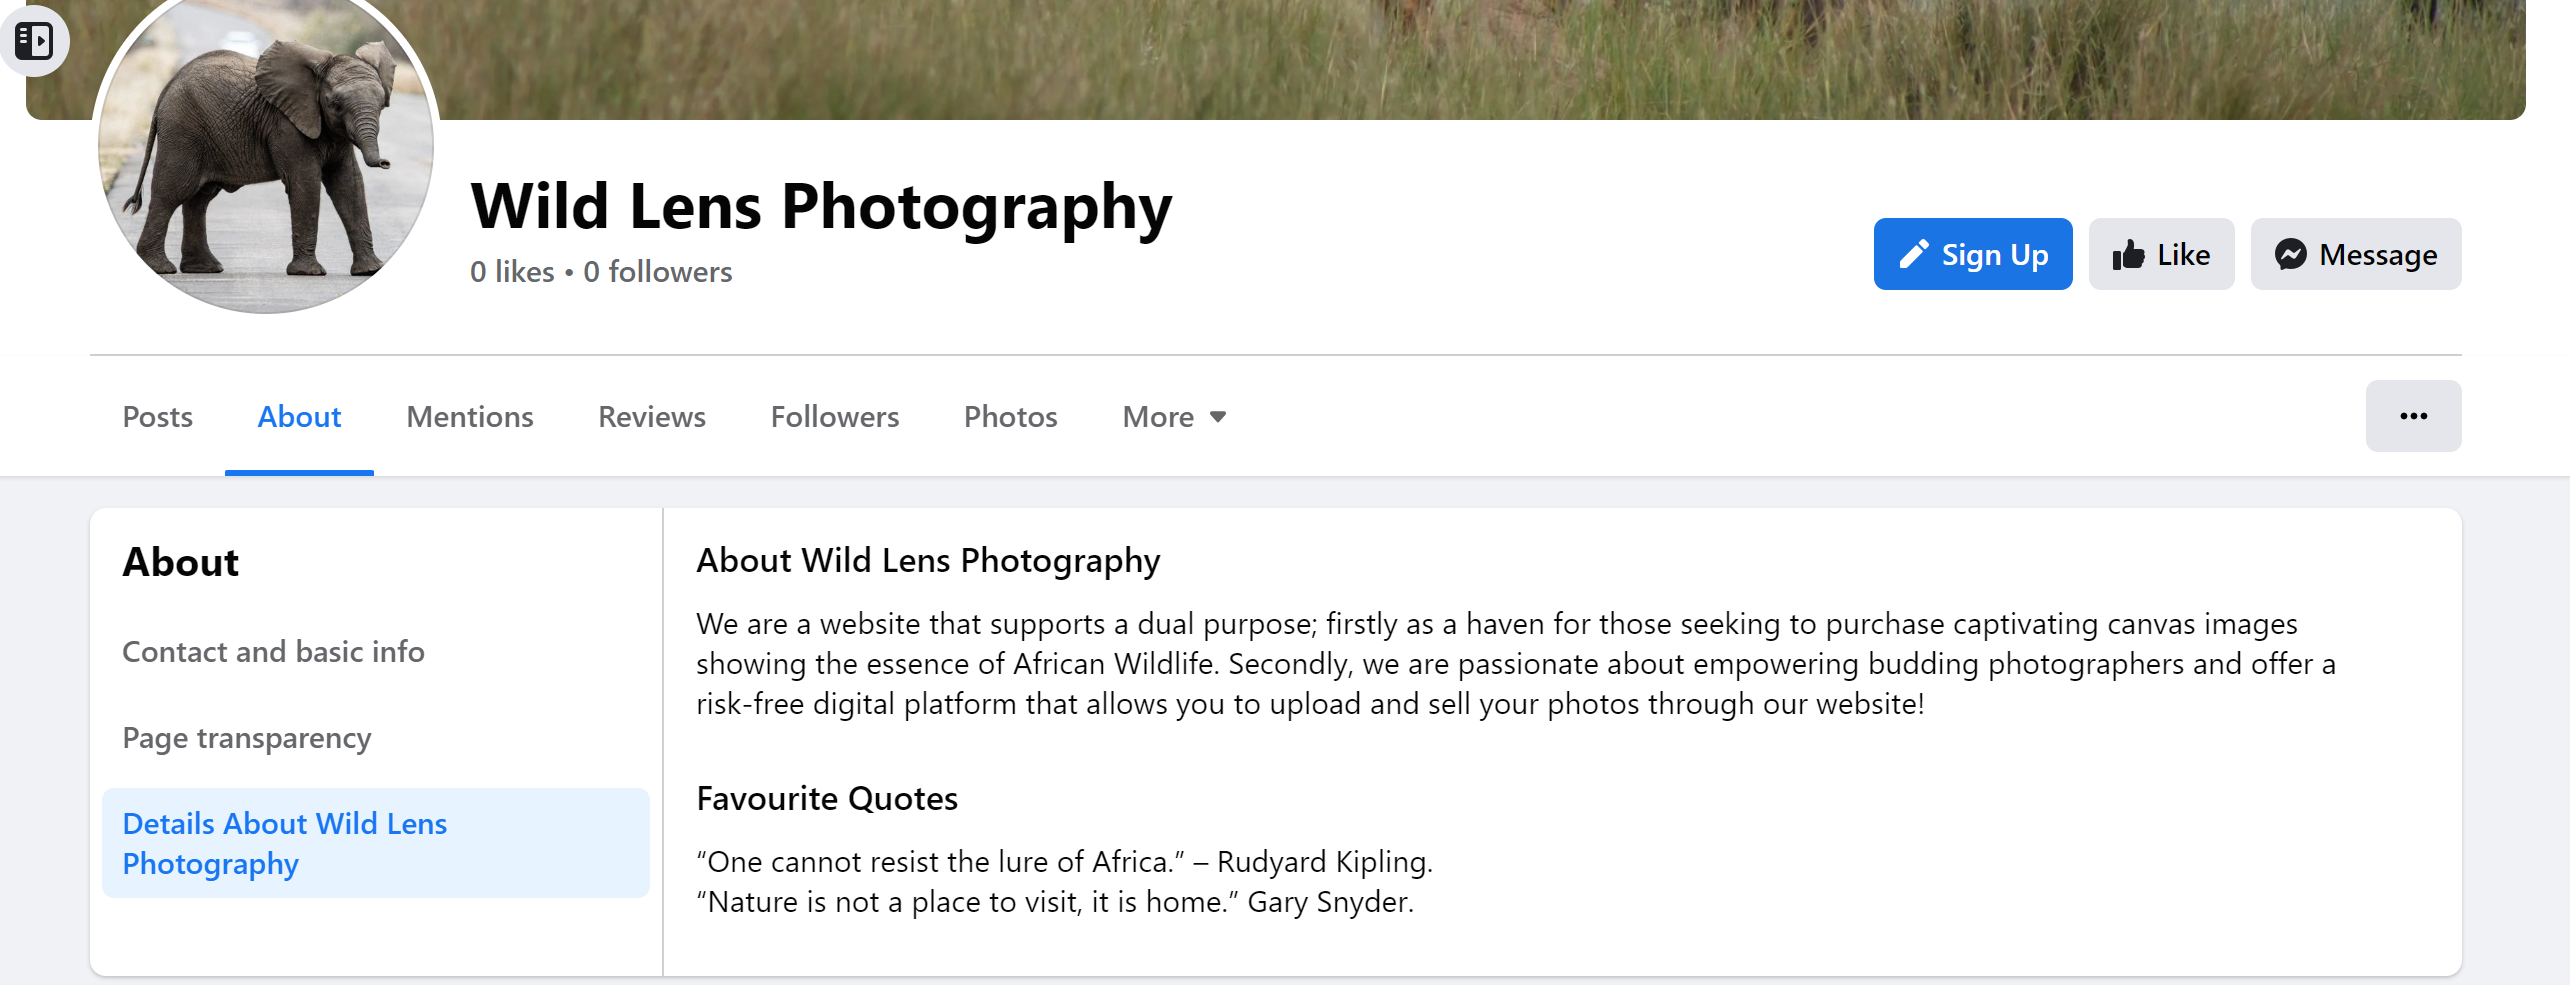 Wild Lens Photography
0 likes • 0 followers
Sign Up
Like
Message
Posts
About
Mentions
Reviews
Followers
Photos
More
About
Contact and basic info
Page transparency
Details About Wild Lens
Photography
About Wild Lens Photography
We are a website that supports a dual purpose; firstly as a haven for those seeking to purchase captivating canvas images
showing the essence of African Wildlife. Secondly, we are passionate about empowering budding photographers and offer a
risk-free digital platform that allows you to upload and sell your photos through our website!
Favourite Quotes
“One cannot resist the lure of Africa.” – Rudyard Kipling.
“Nature is not a place to visit, it is home.” Gary Snyder.